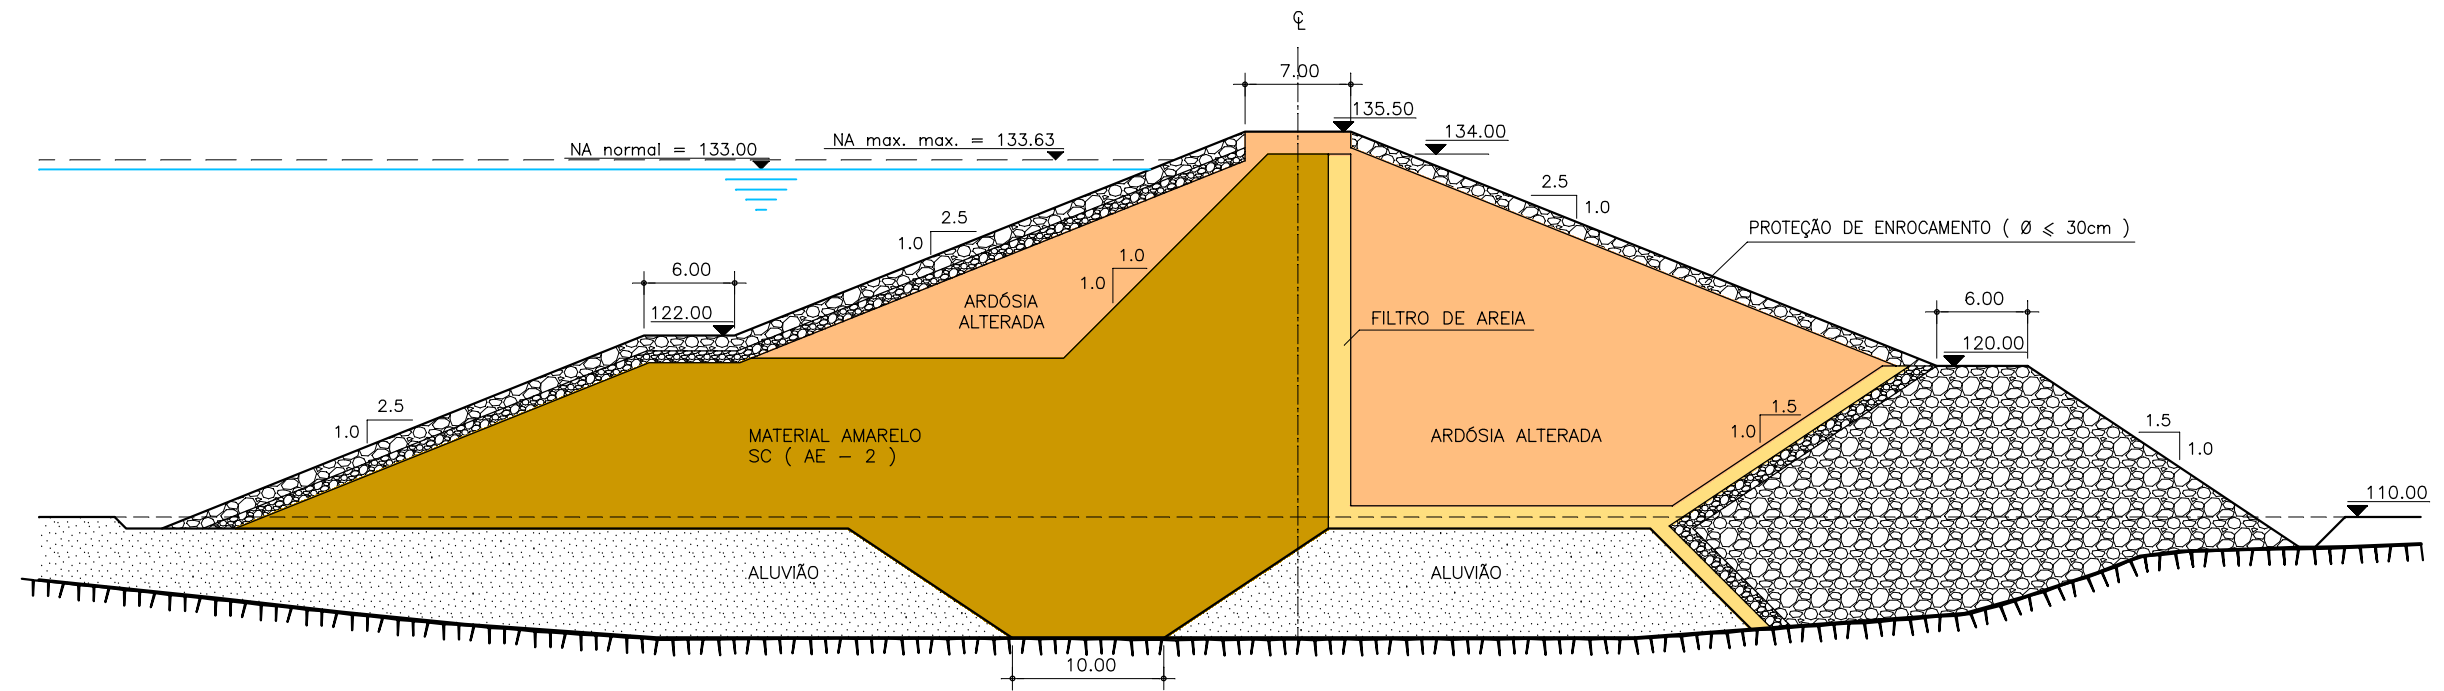 ℄
7.00
135.50
134.00
NA normal = 133.00
NA max. max. = 133.63
2.5
1.0
2.5
1.0
PROTEÇÃO DE ENROCAMENTO ( Ø ⩽ 30cm )
6.00
122.00
1.0
1.0
ARDÓSIA
ALTERADA
FILTRO DE AREIA
6.00
120.00
2.5
1.0
MATERIAL AMARELO
SC ( AE - 2 )
ARDÓSIA ALTERADA
1.5
1.0
1.5
1.0
110.00
ALUVIÃO
ALUVIÃO
10.00